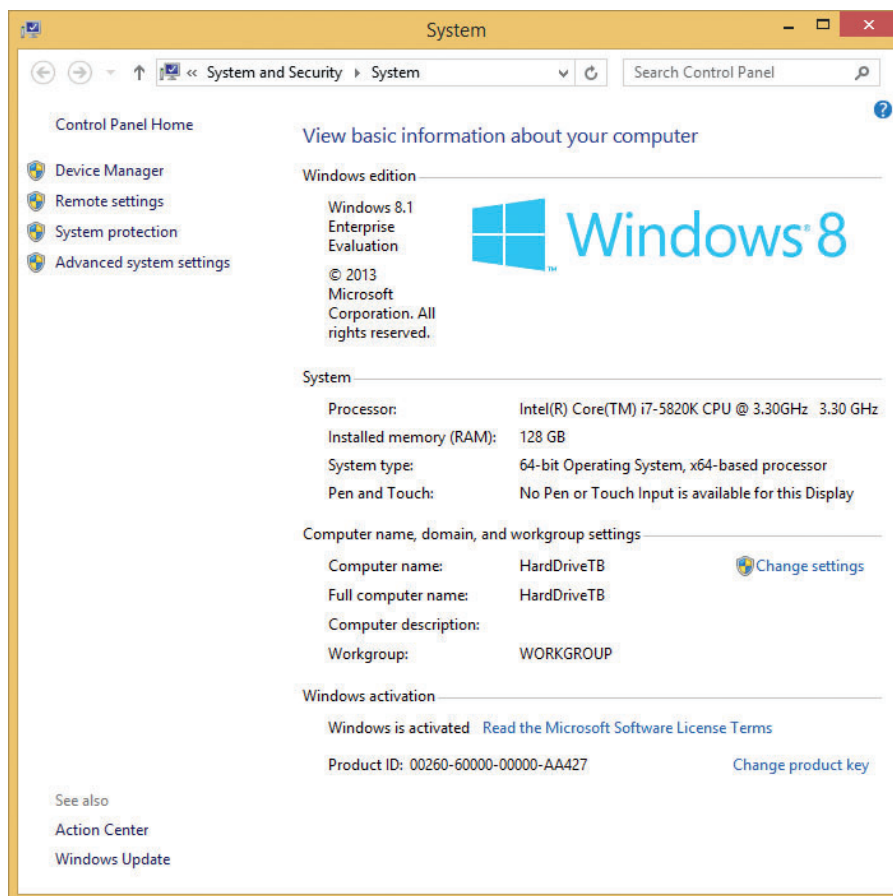 System
System and Security
System
Search Control Panel
Control Panel Home
Device Manager
Remote settings
System protection
Advanced system settings
View basic information about your computer
Windows edition
Windows 8.1
Enterprise
Evaluation
© 2013
Microsoft
Corporation. All
rights reserved.
Windows® 8
™
System
Processor: Intel(R) Core(TM) i7-5820K CPU @ 3.30GHz 3.30 GHz
Installed memory (RAM): 128 GB
System type: 64-bit Operating System, x64-based processor
Pen and Touch: No Pen or Touch Input is available for this Display
Computer name, domain, and workgroup settings
Computer name: HardDriveTB Change settings
Full computer name: HardDriveTB
Computer description:
Workgroup: WORKGROUP
Windows activation
Windows is activated Read the Microsoft Software License Terms
Product ID: 00260-60000-00000-AA427 Change product key
See also
Action Center
Windows Update